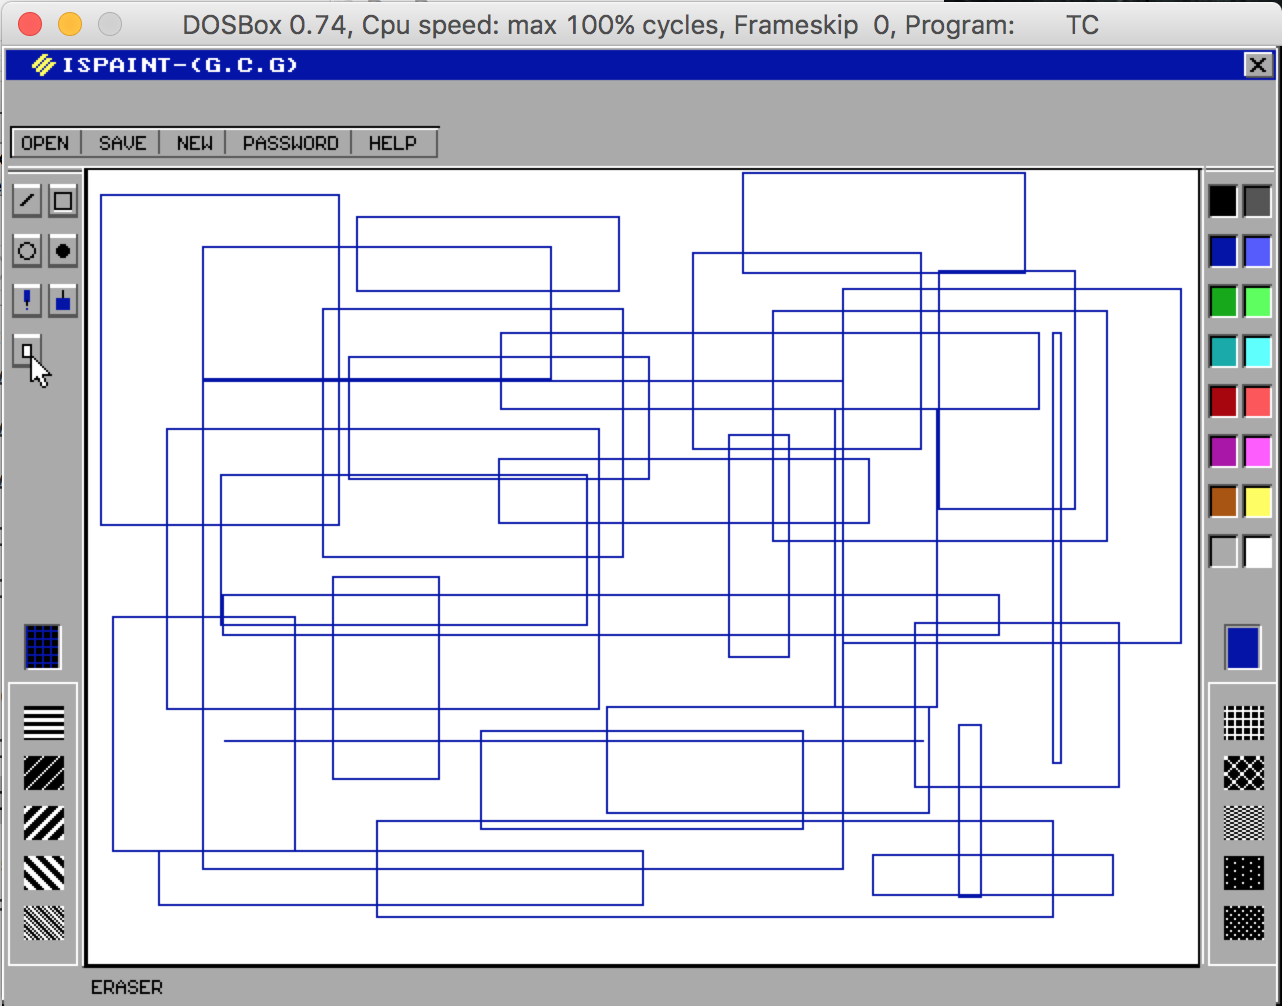 DOSBox 0.74, Cpu speed: max 100% cycles, Frameskip 0, Program: TC
ISPAINT-(G.C.G)
OPEN SAVE NEW PASSWORD HELP
ERASER